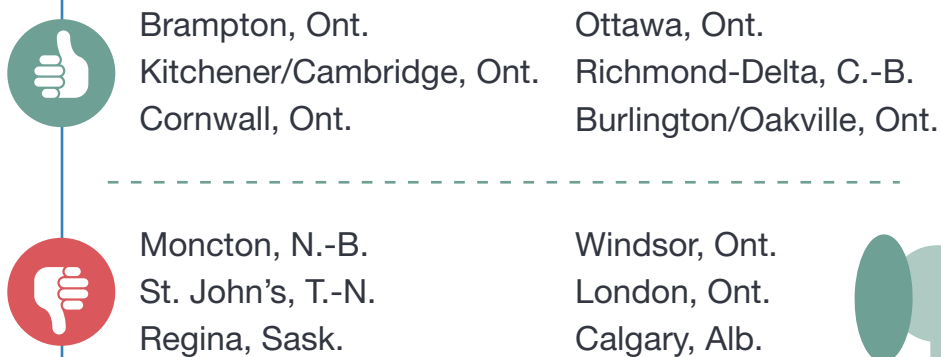 Brampton, Ont.
Kitchener/Cambridge, Ont.
Cornwall, Ont.
Ottawa, Ont.
Richmond-Delta, C.-B.
Burlington/Oakville, Ont.
Moncton, N.-B.
St. John’s, T.-N.
Regina, Sask.
Windsor, Ont.
London, Ont.
Calgary, Alb.